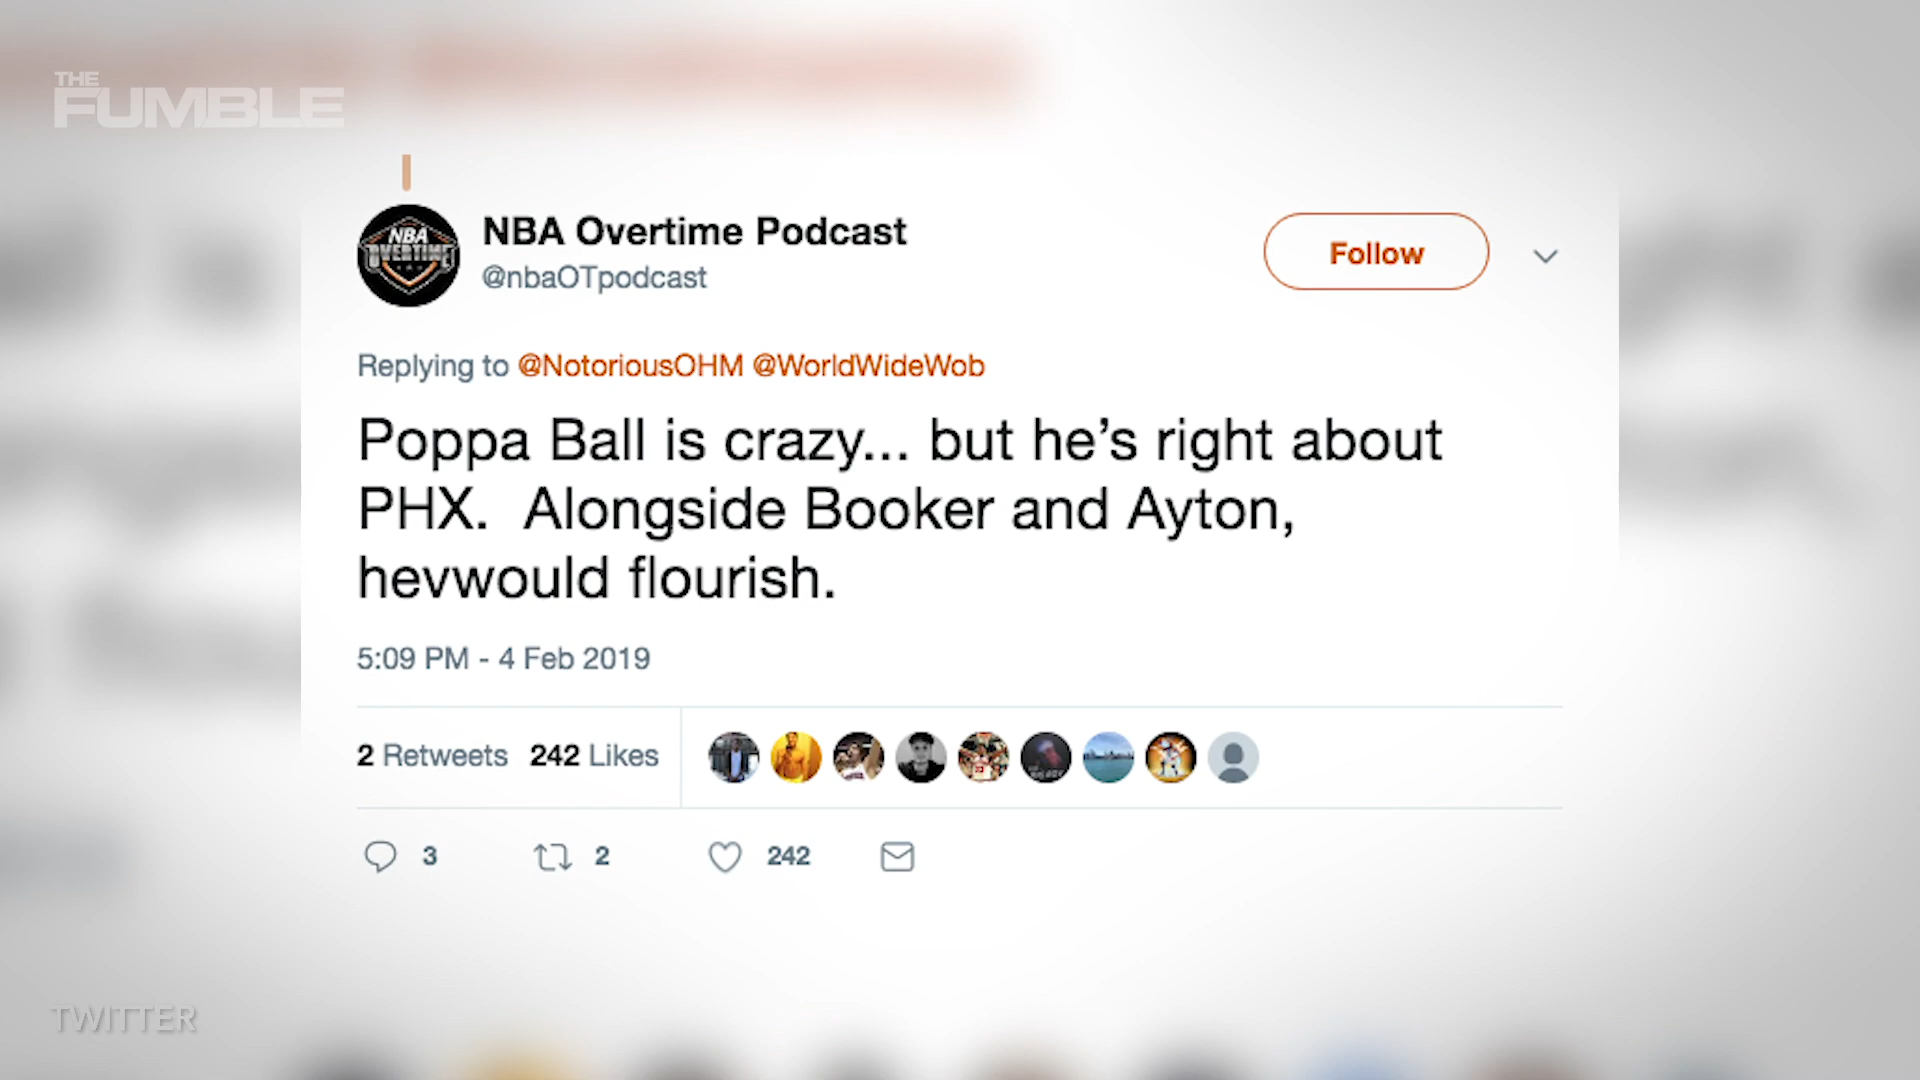 THE
FUMBLE
NBA
OVERTIME
NBA Overtime Podcast
@nbaOTpodcast
Follow
Replying to @NotoriousOHM @WorldWideWob
Poppa Ball is crazy... but he’s right about
PHX.  Alongside Booker and Ayton,
hevwould flourish.
5:09 PM - 4 Feb 2019
2 Retweets 242 Likes
3 2 242
TWITTER